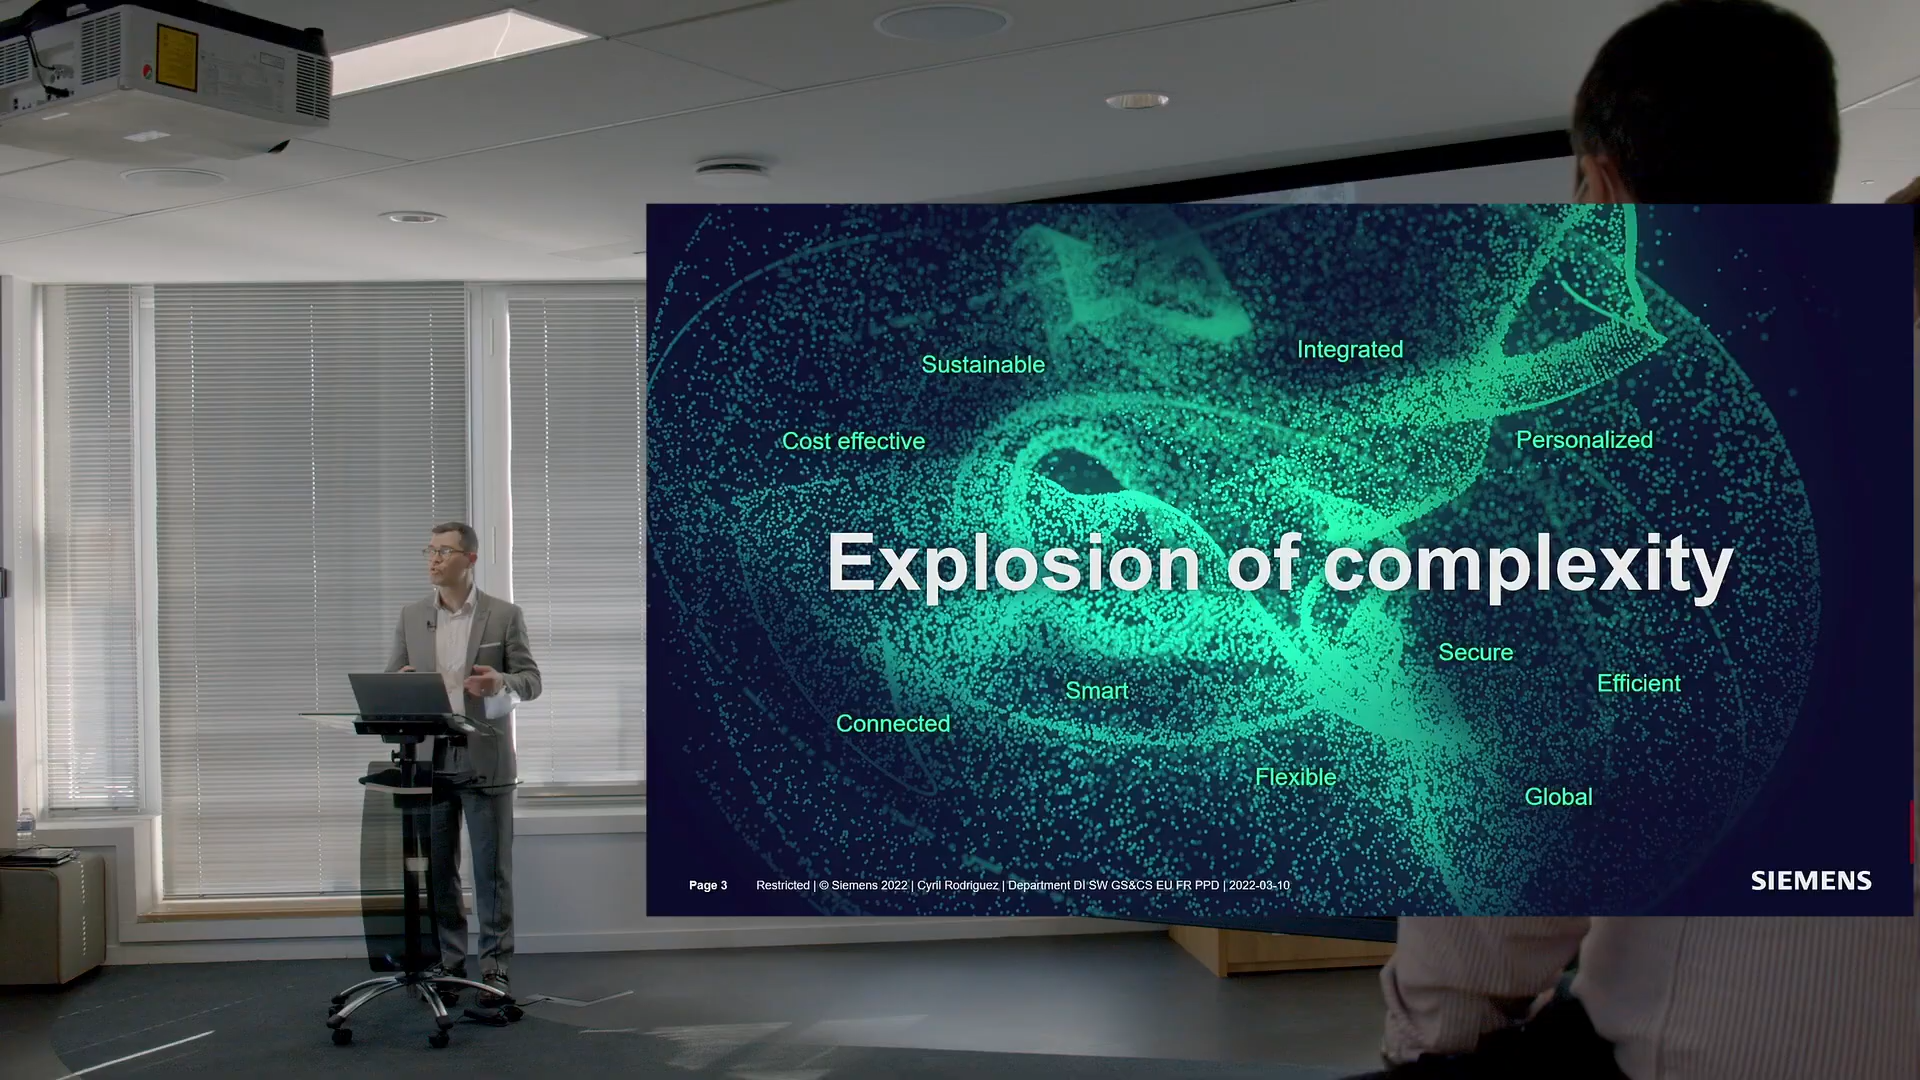 Sustainable
Integrated
Cost effective
Personalized
Explosion of complexity
Secure
Smart
Efficient
Connected
Flexible
Global
Page 3 Restricted | © Siemens 2022 | Cyril Rodriguez | Department DI SW GS&CS EU FR PPD | 2022-03-10
SIEMENS